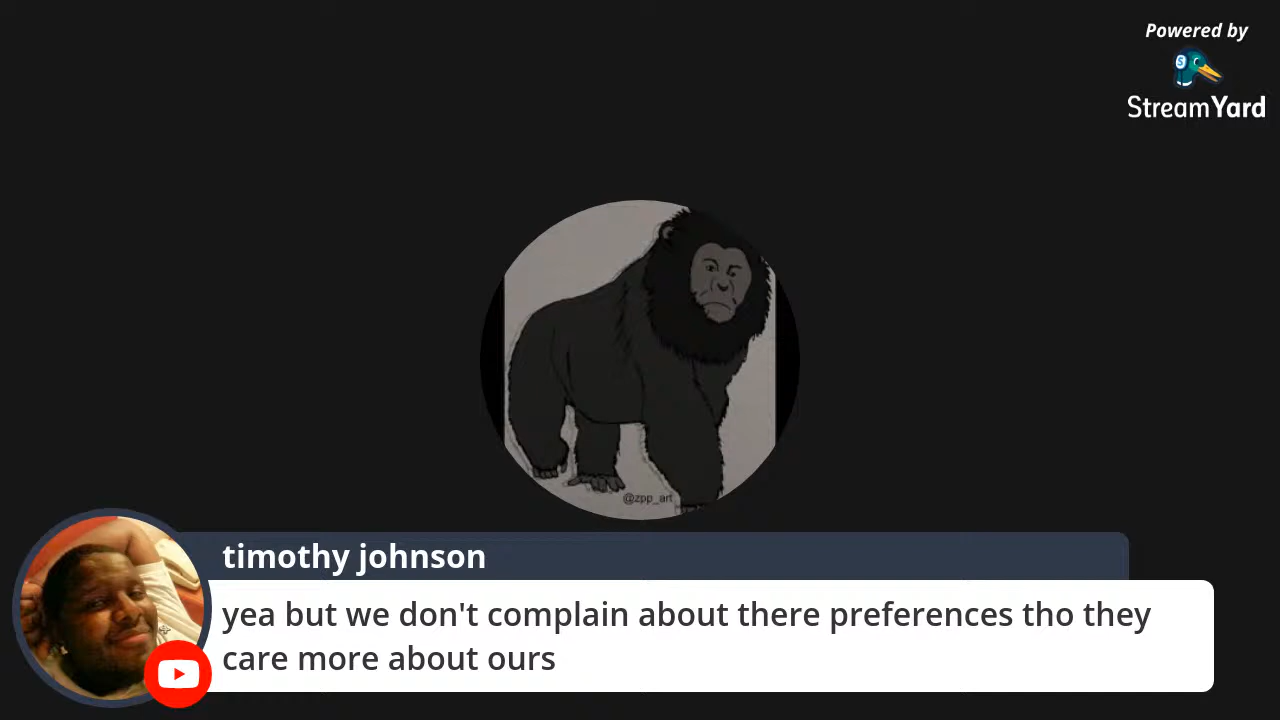 Powered by
StreamYard
@zpp_art
timothy johnson
yea but we don't complain about there preferences tho they
care more about ours